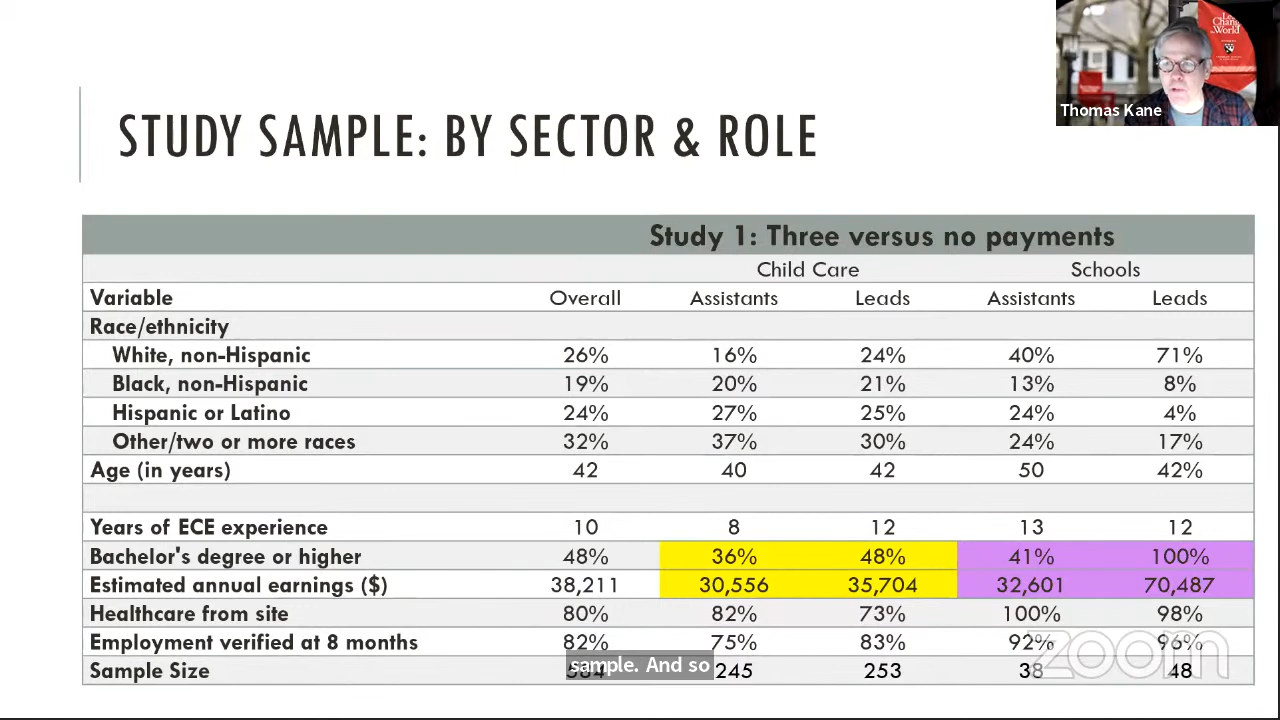 Lea
Chang
World
Thomas Kane
STUDY SAMPLE: BY SECTOR & ROLE
Study 1: Three versus no payments
Child Care Schools
Variable Overall Assistants Leads Assistants Leads
Race/ethnicity
White, non-Hispanic 26% 16% 24% 40% 71%
Black, non-Hispanic 19% 20% 21% 13% 8%
Hispanic or Latino 24% 27% 25% 24% 4%
Other/two or more races 32% 37% 30% 24% 17%
Age (in years) 42 40 42 50 42%
Years of ECE experience 10 8 12 13 12
Bachelor's degree or higher 48% 36% 48% 41% 100%
Estimated annual earnings ($) 38,211 30,556 35,704 32,601 70,487
Healthcare from site 80% 82% 73% 100% 98%
Employment verified at 8 months 82% 75% 83% 92% 96%
Sample Size 584 245 253 38 48
sample. And so
zoom